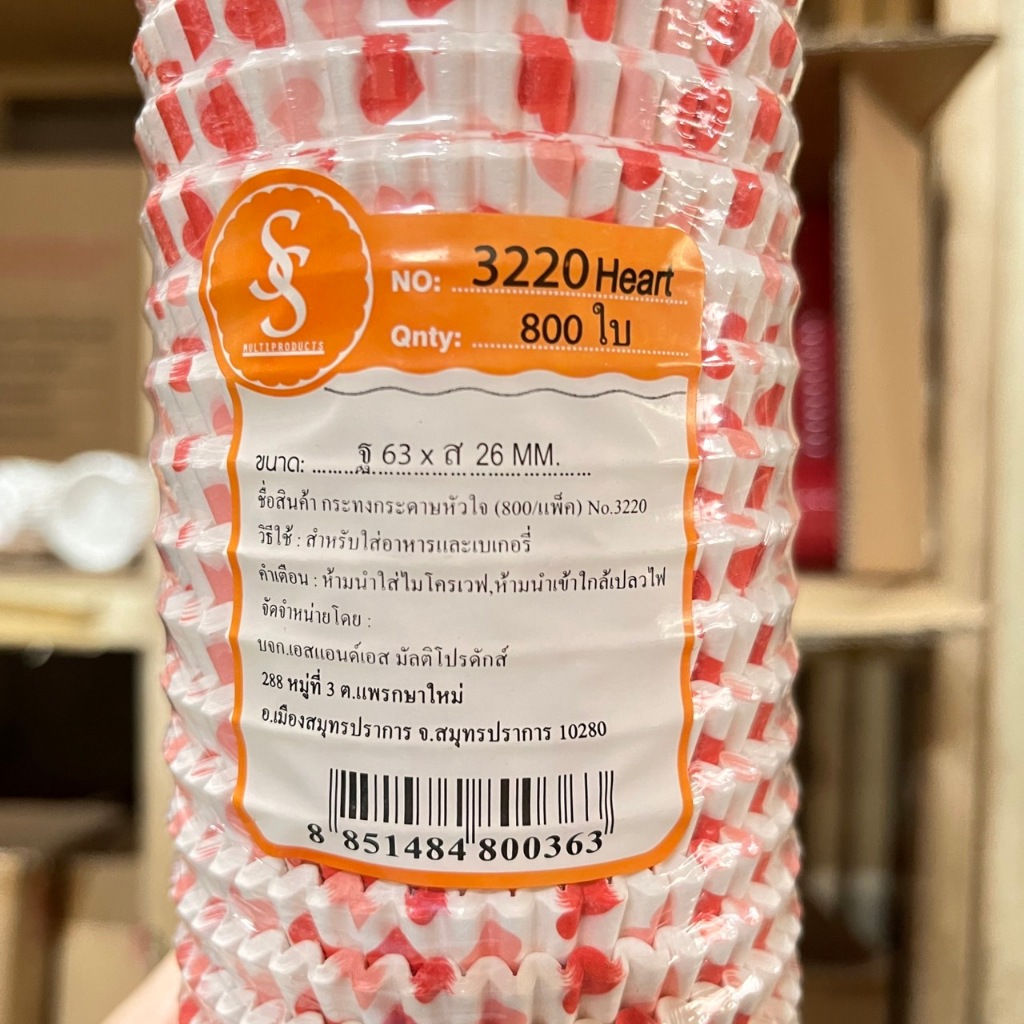 SS
MULTIPRODUCTS
NO: 3220 Heart
Qnty: 800 ใบ
ขนาด: ฐ 63 x ส 26 MM.
ชื่อสินค้า กระทงกระดาษหัวใจ (800/แพ็ค) No.3220
วิธีใช้ : สำหรับใส่อาหารและเบเกอรี่
คำเตือน : ห้ามนำใส่ไมโครเวฟ,ห้ามนำเข้าใกล้เปลวไฟ
จัดจำหน่ายโดย :
บจก.เอสแอนด์เอส มัลติโปรดักส์
288 หมู่ที่ 3 ต.แพรกษาใหม่
อ.เมืองสมุทรปราการ จ.สมุทรปราการ 10280
8 851484 800363